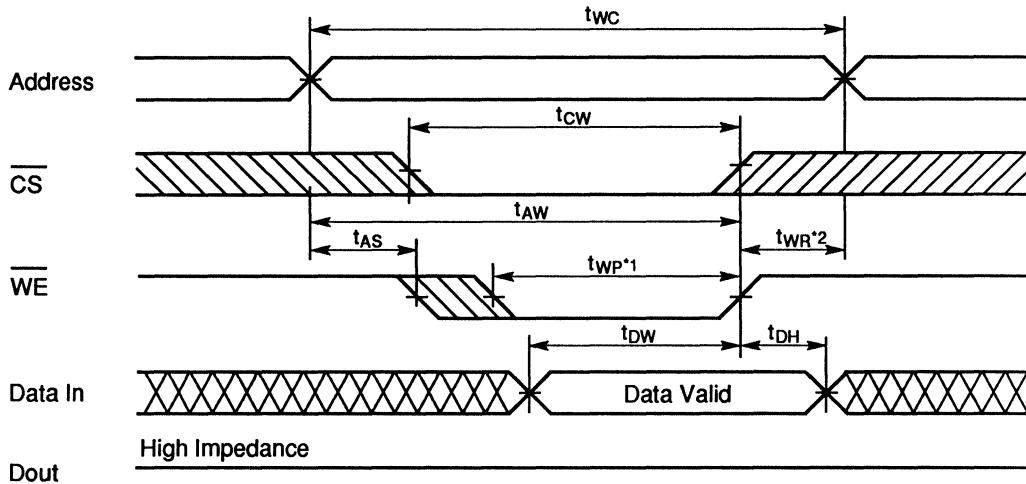 tWC
Address
tCW
CS
tAW
tAS
tWR*2
WE
tWP*1
tDW
tDH
Data In
Data Valid
High Impedance
Dout